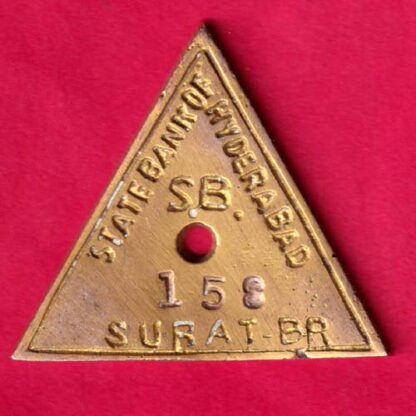 STATE BANK OF HYDERABAD
SB.
158
SURAT-BR